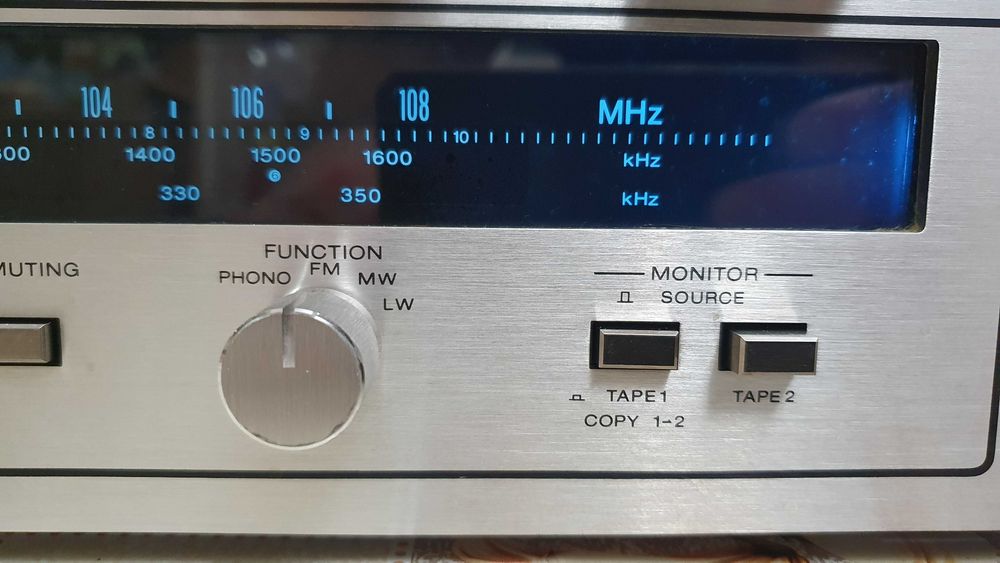 104 106 108 MHz
8 9 10
1400 1500 1600 kHz
6
330 350 kHz
MUTING
FUNCTION
PHONO FM MW
LW
MONITOR
SOURCE
TAPE 1 TAPE 2
COPY 1-2